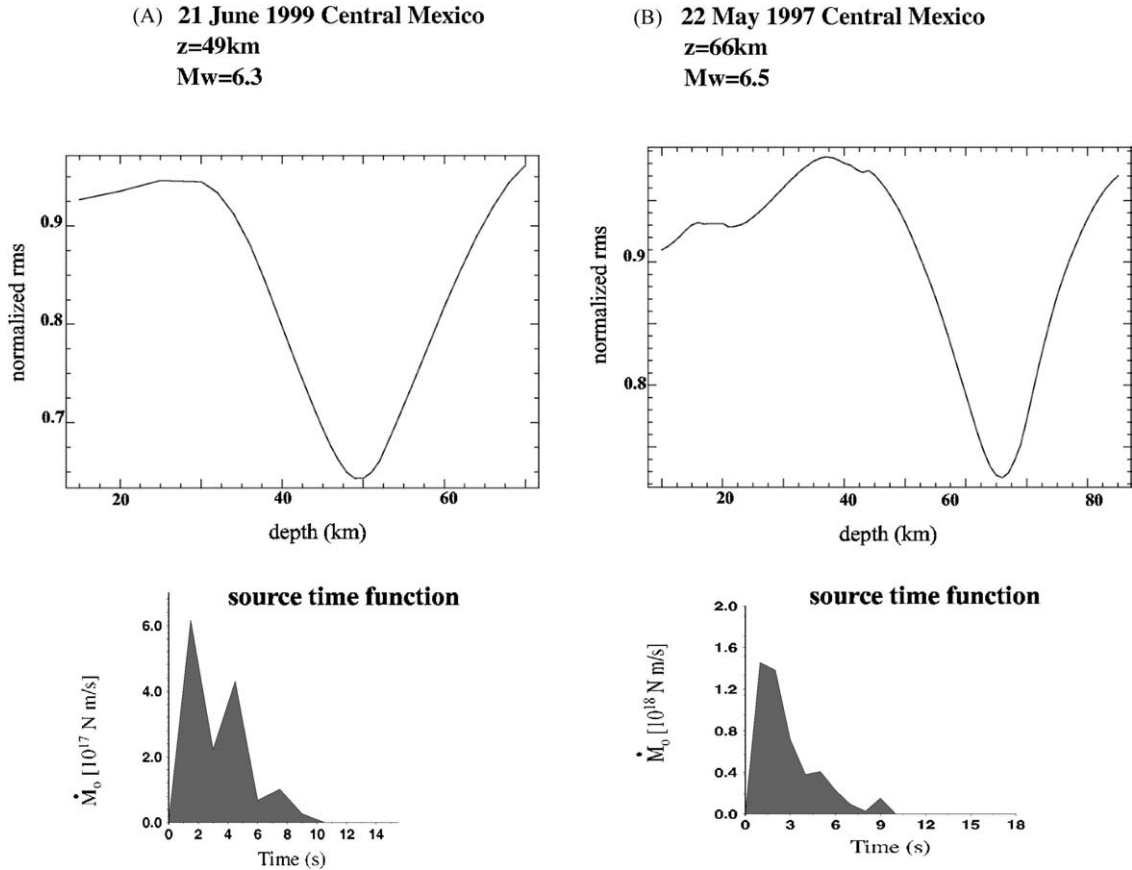 (A) 21 June 1999 Central Mexico
z=49km
Mw=6.3
0.9
0.8
0.7
normalized rms
20 40 60
depth (km)
source time function
6.0
4.0
2.0
0.0
Ṁo [10^17 N m/s]
0 2 4 6 8 10 12 14
Time (s)
(B) 22 May 1997 Central Mexico
z=66km
Mw=6.5
0.9
0.8
normalized rms
20 40 60 80
depth (km)
source time function
2.0
1.6
1.2
0.8
0.4
0.0
Ṁo [10^18 N m/s]
0 3 6 9 12 15 18
Time (s)